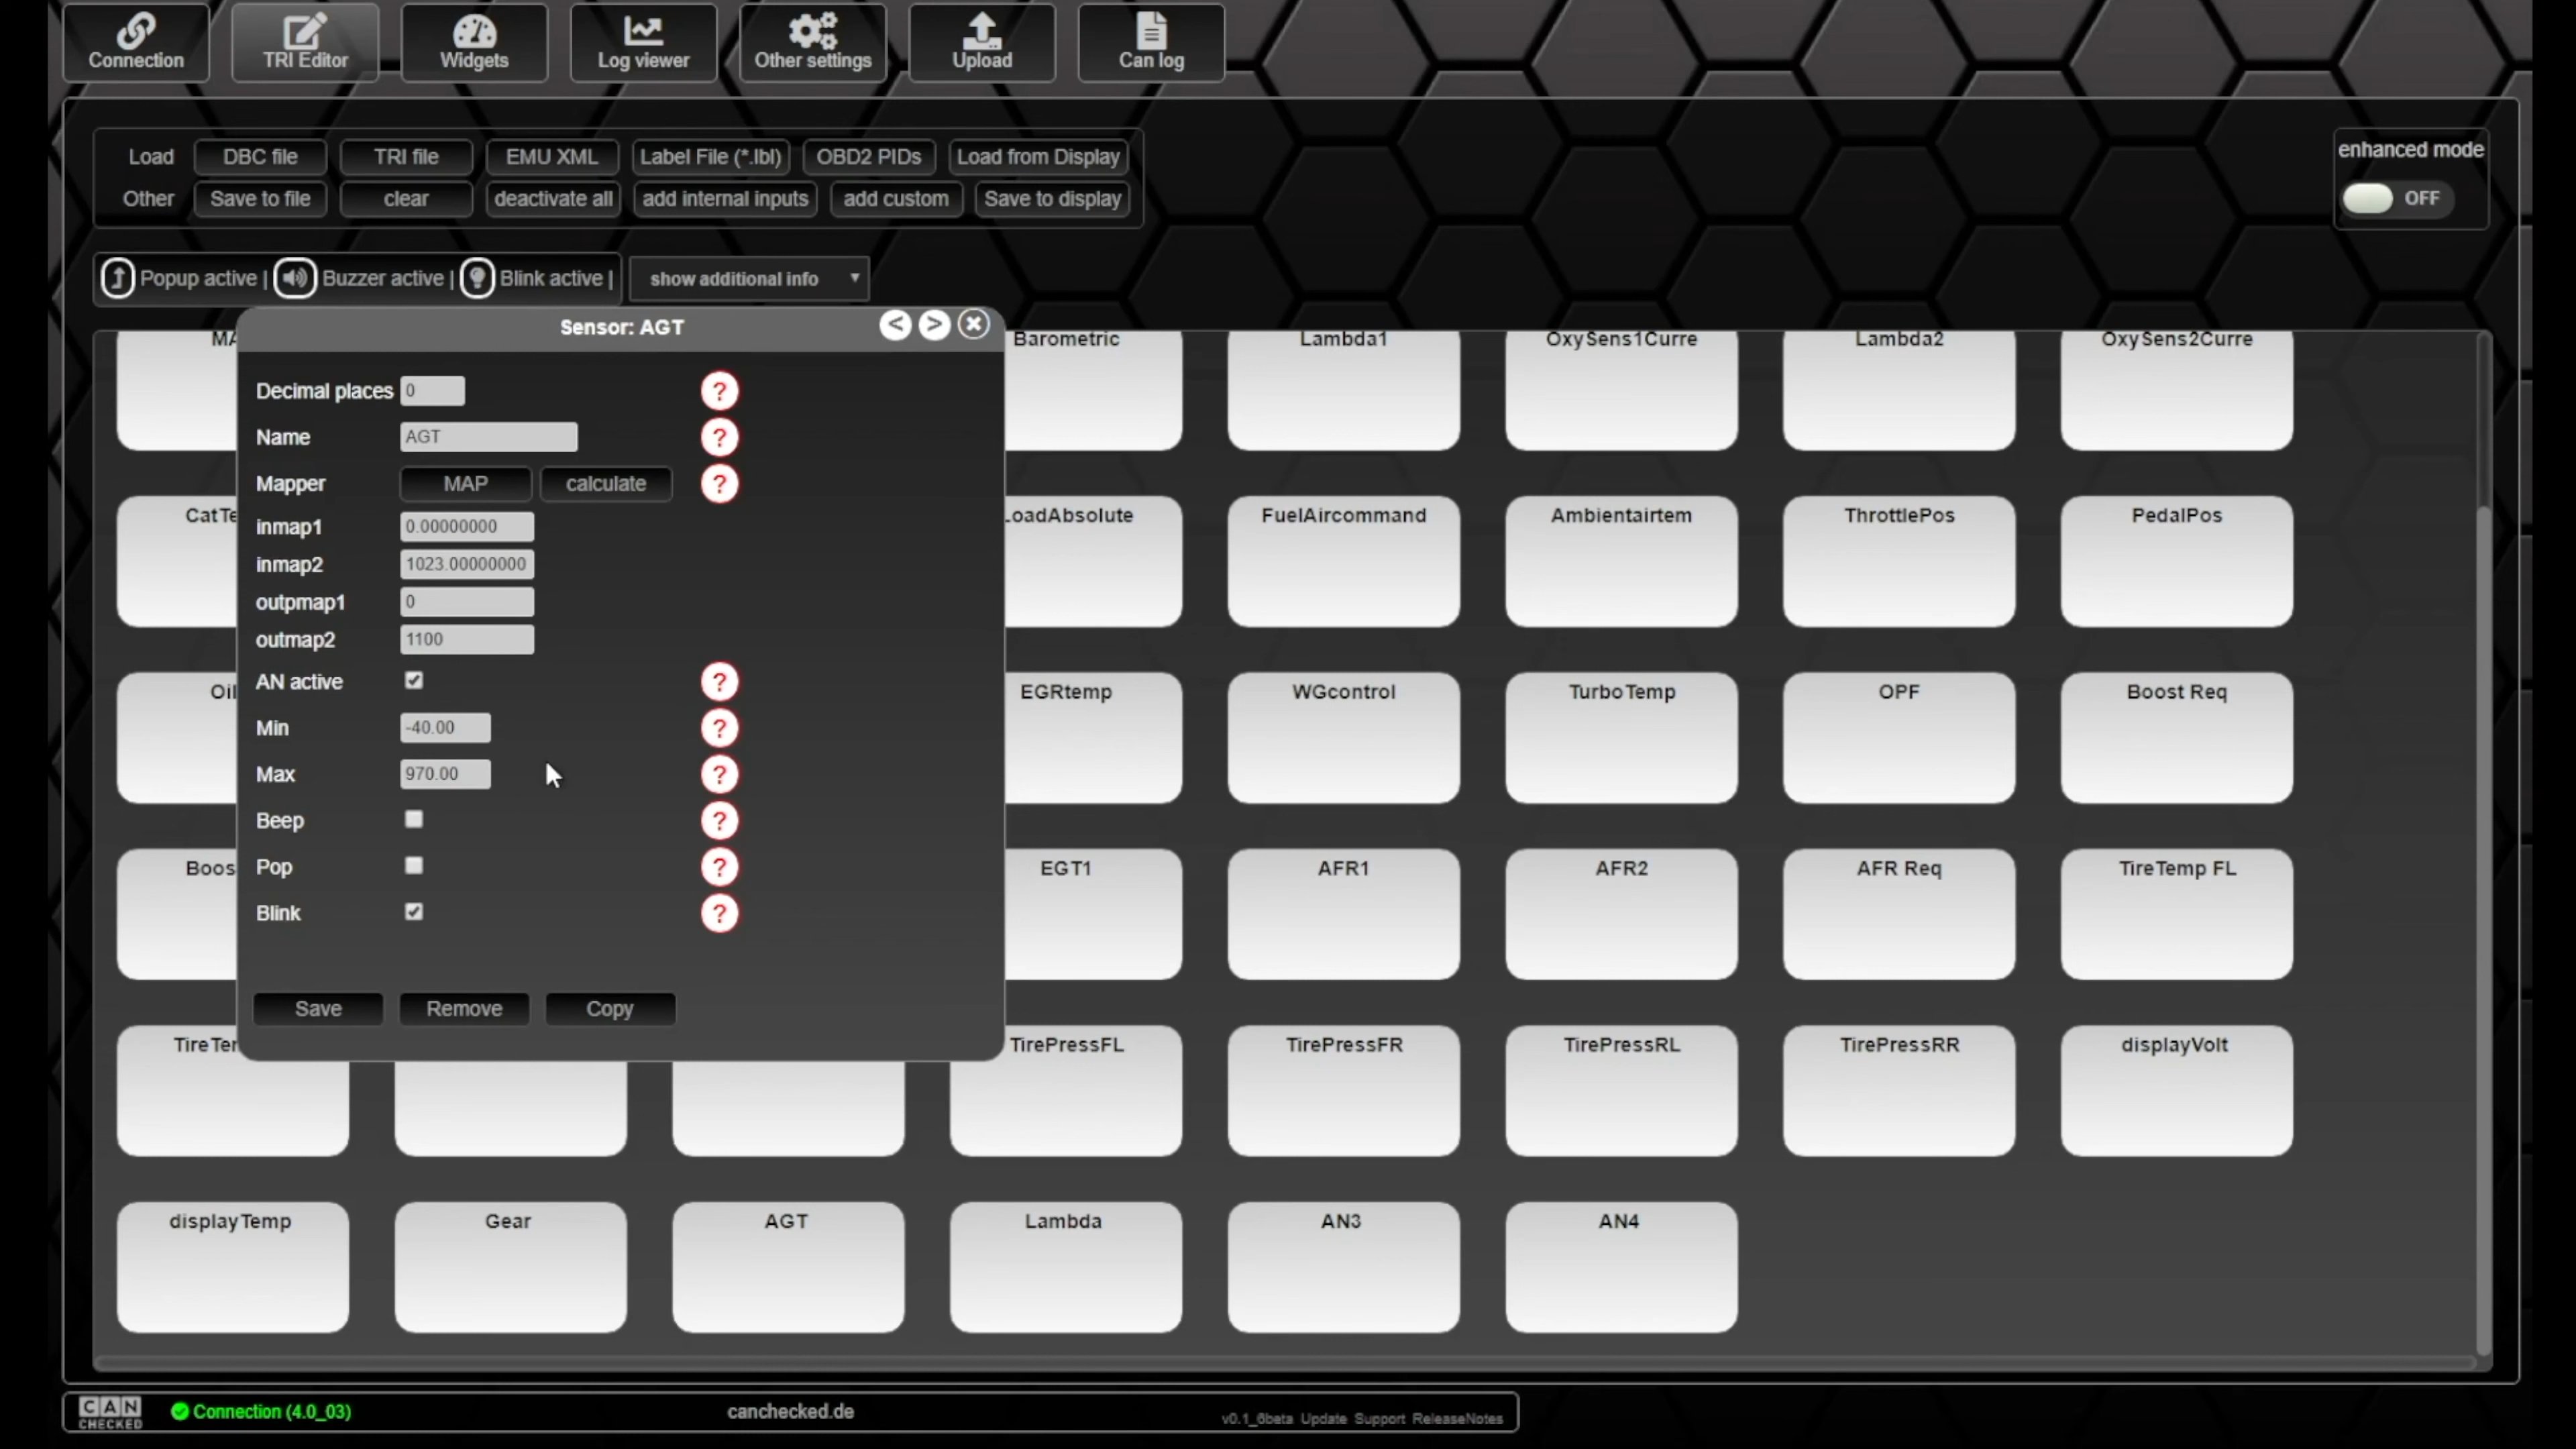 Connection
TRI Editor
Widgets
Log viewer
Other settings
Upload
Can log
Load DBC file TRI file EMU XML Label File (*.lbl) OBD2 PIDs Load from Display
Other Save to file clear deactivate all add internal inputs add custom Save to display
enhanced mode
OFF
Popup active | Buzzer active | Blink active | show additional info
Sensor: AGT
Decimal places 0 ?
Name AGT ?
Mapper MAP calculate ?
inmap1 0.00000000
inmap2 1023.00000000
outpmap1 0
outmap2 1100
AN active ?
Min -40.00 ?
Max 970.00 ?
Beep ?
Pop ?
Blink ?
Save Remove Copy
Barometric Lambda1 OxySens1Curre Lambda2 OxySens2Curre
LoadAbsolute FuelAircommand Ambientairtem ThrottlePos PedalPos
Oil EGRtemp WGcontrol TurboTemp OPF Boost Req
Boos EGT1 AFR1 AFR2 AFR Req TireTemp FL
TirePressFL TirePressFR TirePressRL TirePressRR displayVolt
displayTemp Gear AGT Lambda AN3 AN4
CAN
CHECKED
Connection (4.0_03)
canchecked.de
v0.1_6beta Update Support ReleaseNotes